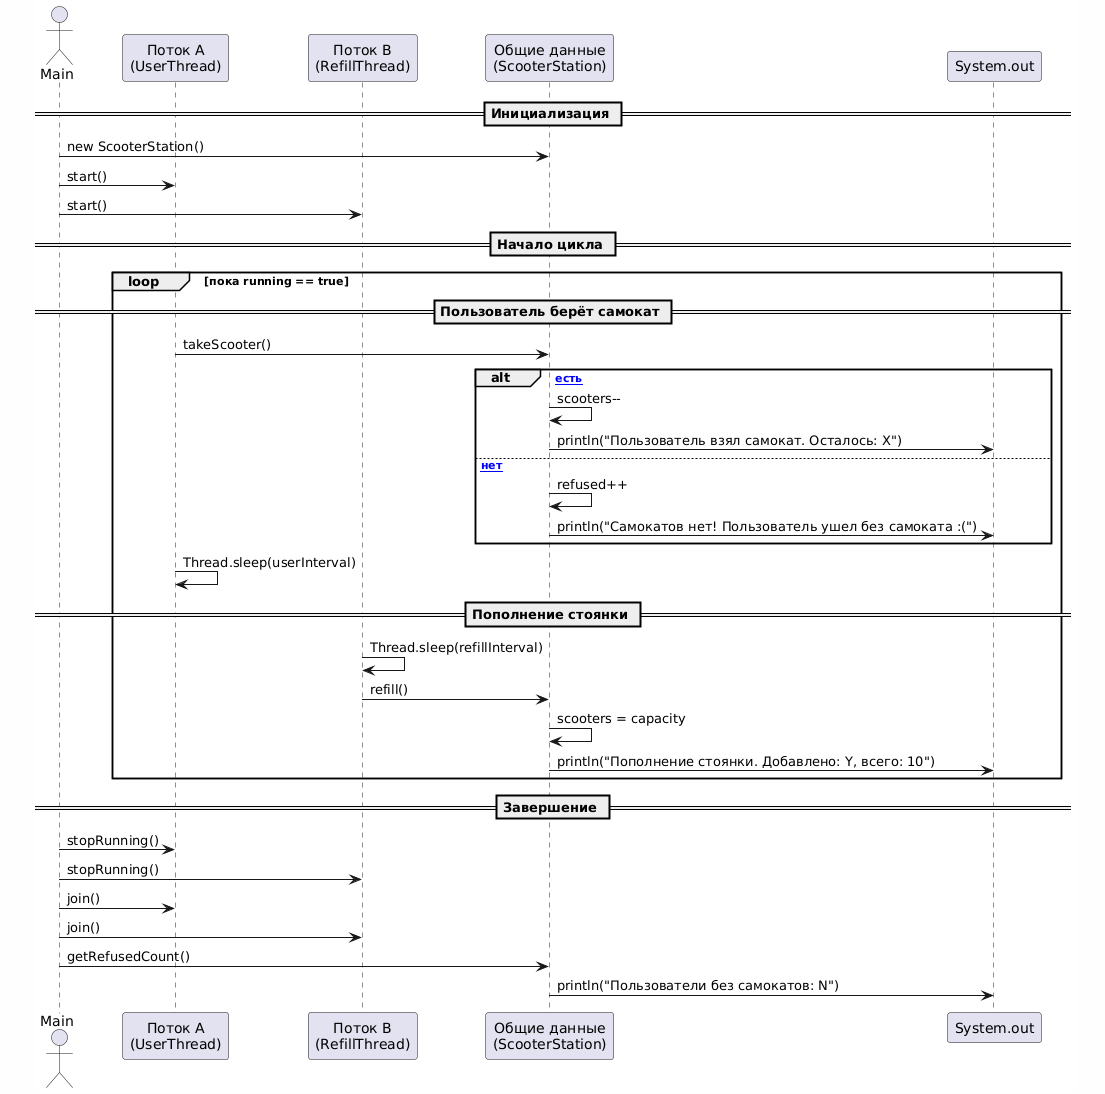 Main
Поток A
(UserThread)
Поток B
(RefillThread)
Общие данные
(ScooterStation)
System.out
Инициализация
new ScooterStation()
start()
start()
Начало цикла
loop [пока running == true]
Пользователь берёт самокат
takeScooter()
alt есть
scooters--
println("Пользователь взял самокат. Осталось: X")
нет
refused++
println("Самокатов нет! Пользователь ушел без самоката :(")
Thread.sleep(userInterval)
Пополнение стоянки
Thread.sleep(refillInterval)
refill()
scooters = capacity
println("Пополнение стоянки. Добавлено: Y, всего: 10")
Завершение
stopRunning()
stopRunning()
join()
join()
getRefusedCount()
println("Пользователи без самокатов: N")
Main
Поток A
(UserThread)
Поток B
(RefillThread)
Общие данные
(ScooterStation)
System.out